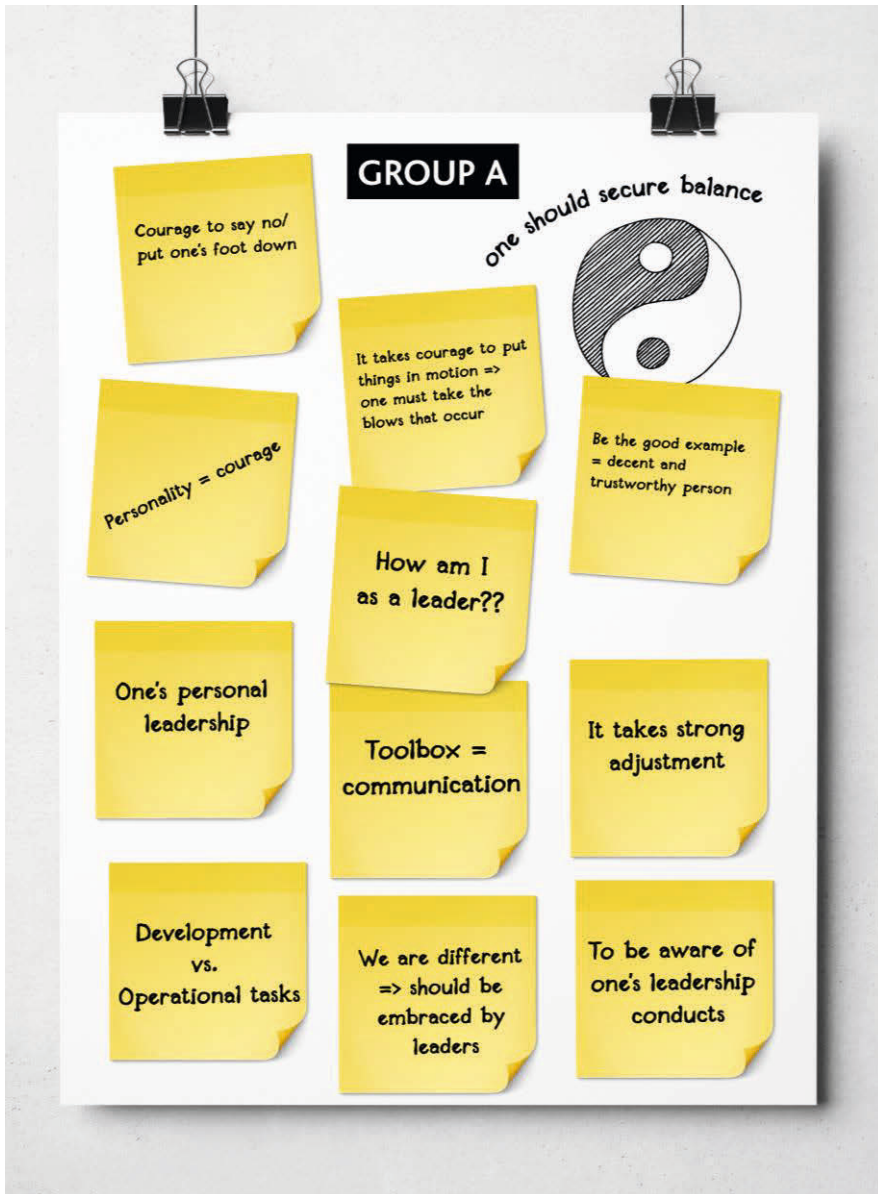 GROUP A
one should secure balance
Courage to say no/
put one's foot down
It takes courage to put
things in motion =>
one must take the
blows that occur
Be the good example
= decent and
trustworthy person
Personality = courage
How am I
as a leader??
One's personal
leadership
Toolbox =
communication
It takes strong
adjustment
Development
vs.
Operational tasks
We are different
=> should be
embraced by
leaders
To be aware of
one's leadership
conducts